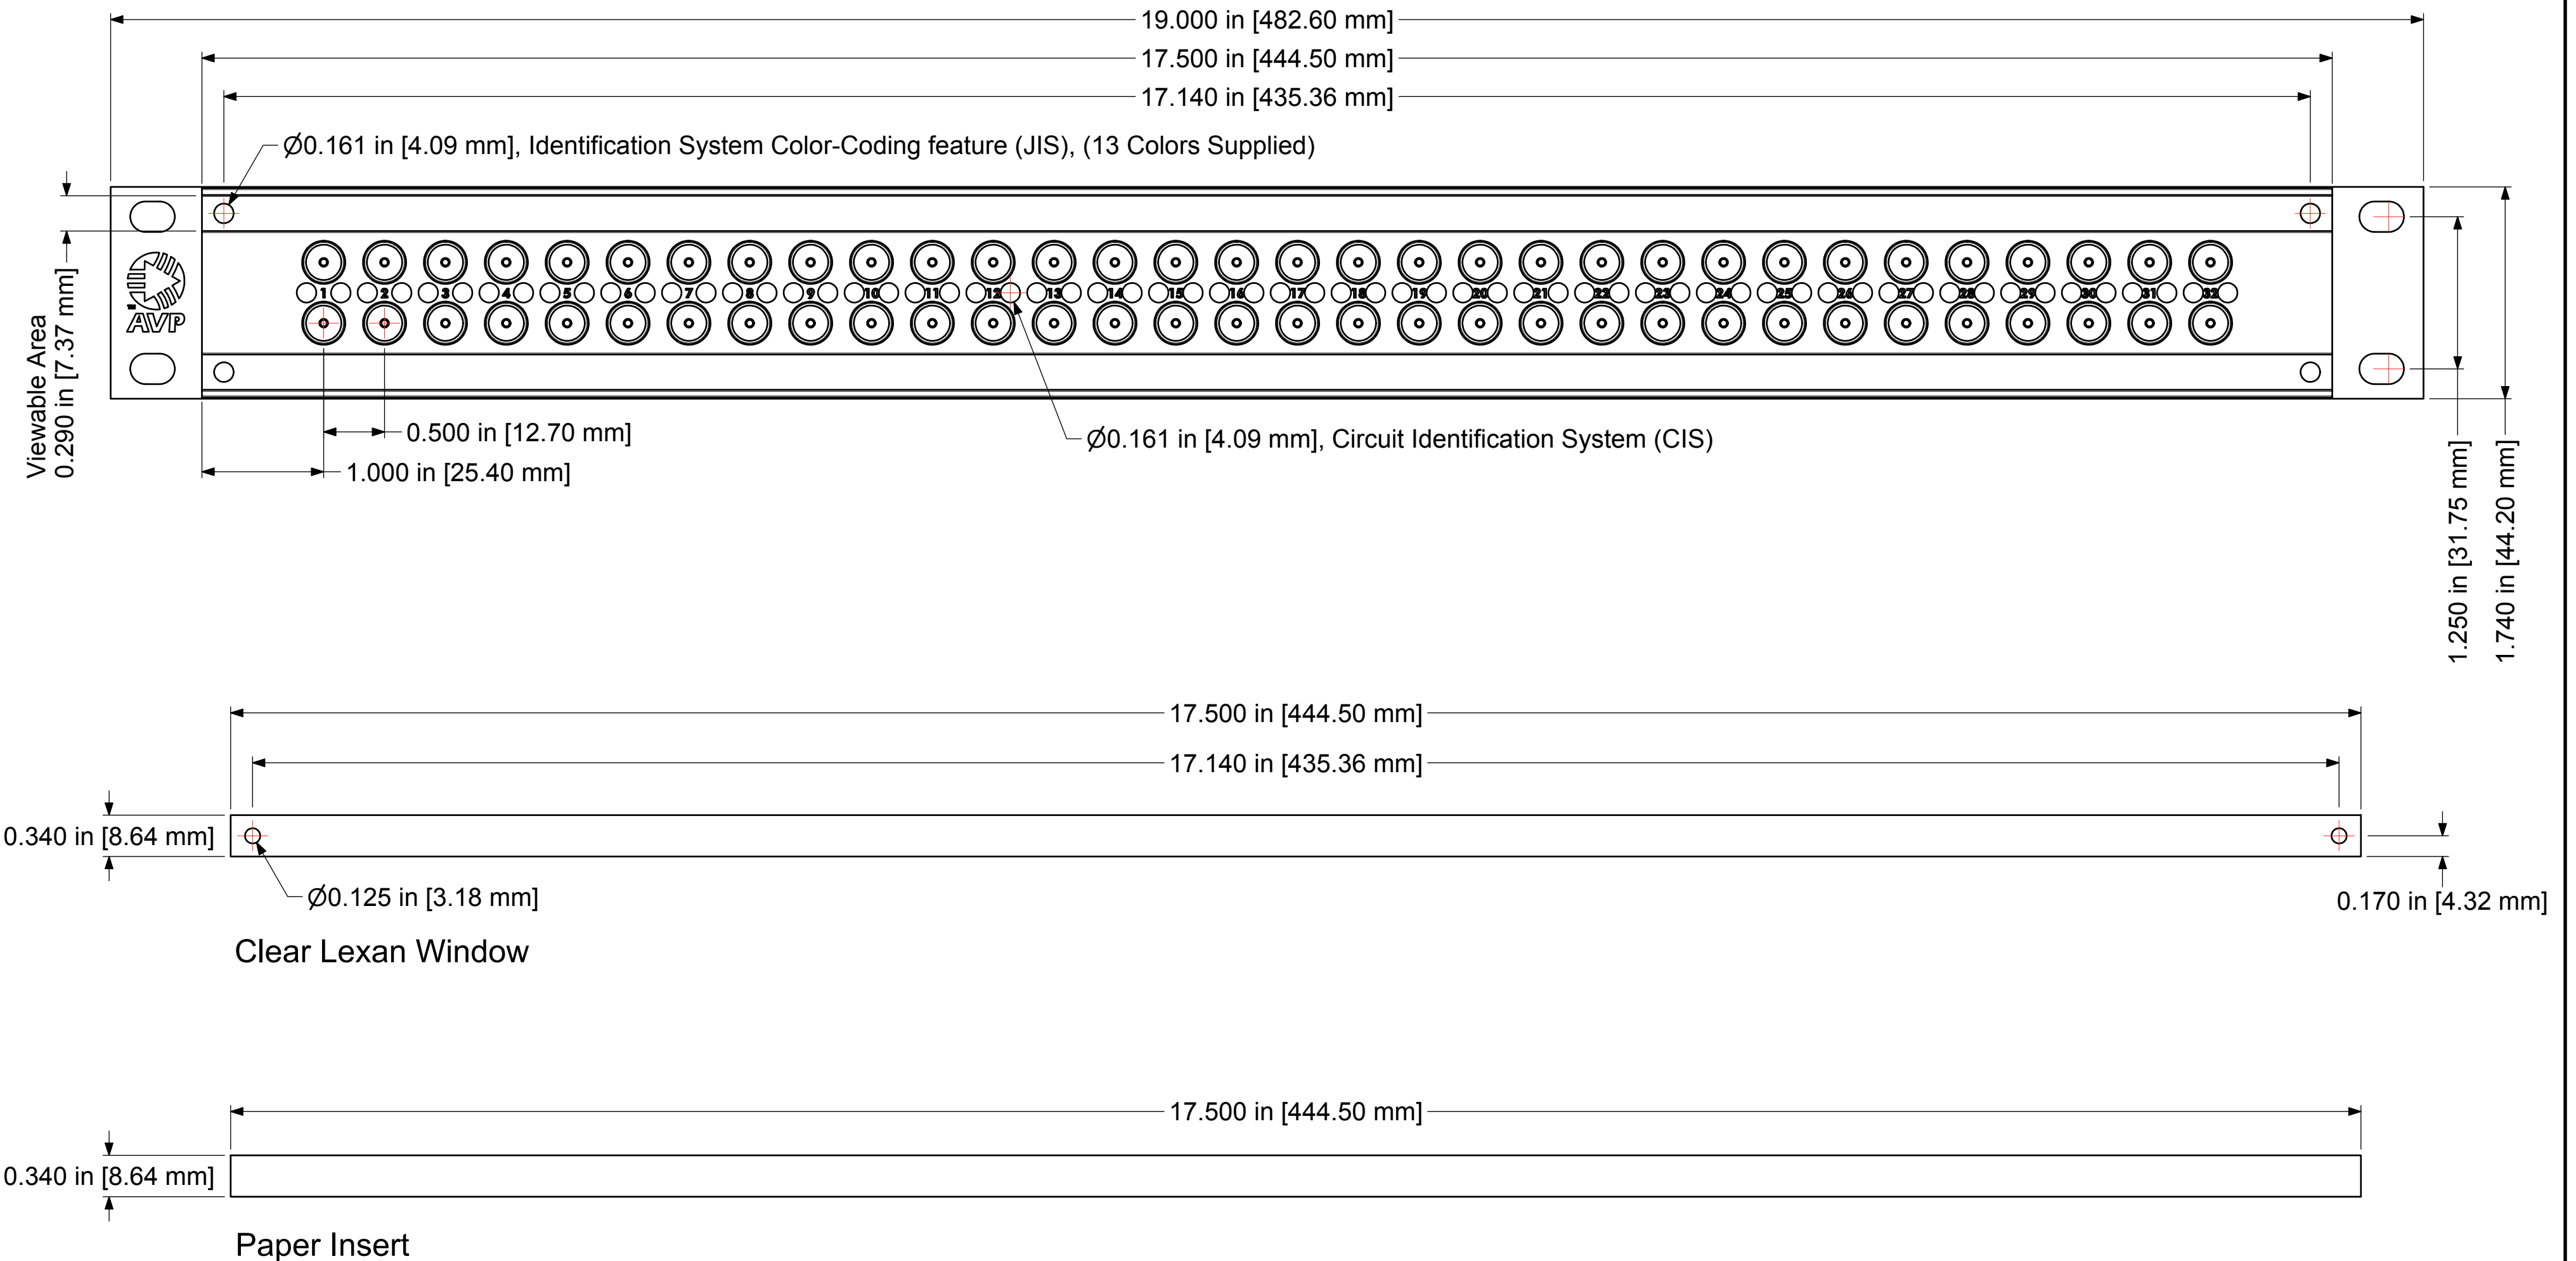 19.000 in [482.60 mm]
17.500 in [444.50 mm]
17.140 in [435.36 mm]
Ø0.161 in [4.09 mm], Identification System Color-Coding feature (JIS), (13 Colors Supplied)
Viewable Area
0.290 in [7.37 mm]
™
AVP
1 2 3 4 5 6 7 8 9 10 11 12 13 14 15 16 17 18 19 20 21 22 23 24 25 26 27 28 29 30 31 32
0.500 in [12.70 mm]
1.000 in [25.40 mm]
Ø0.161 in [4.09 mm], Circuit Identification System (CIS)
1.250 in [31.75 mm]
1.740 in [44.20 mm]
17.500 in [444.50 mm]
17.140 in [435.36 mm]
0.340 in [8.64 mm]
Ø0.125 in [3.18 mm]
0.170 in [4.32 mm]
Clear Lexan Window
17.500 in [444.50 mm]
0.340 in [8.64 mm]
Paper Insert